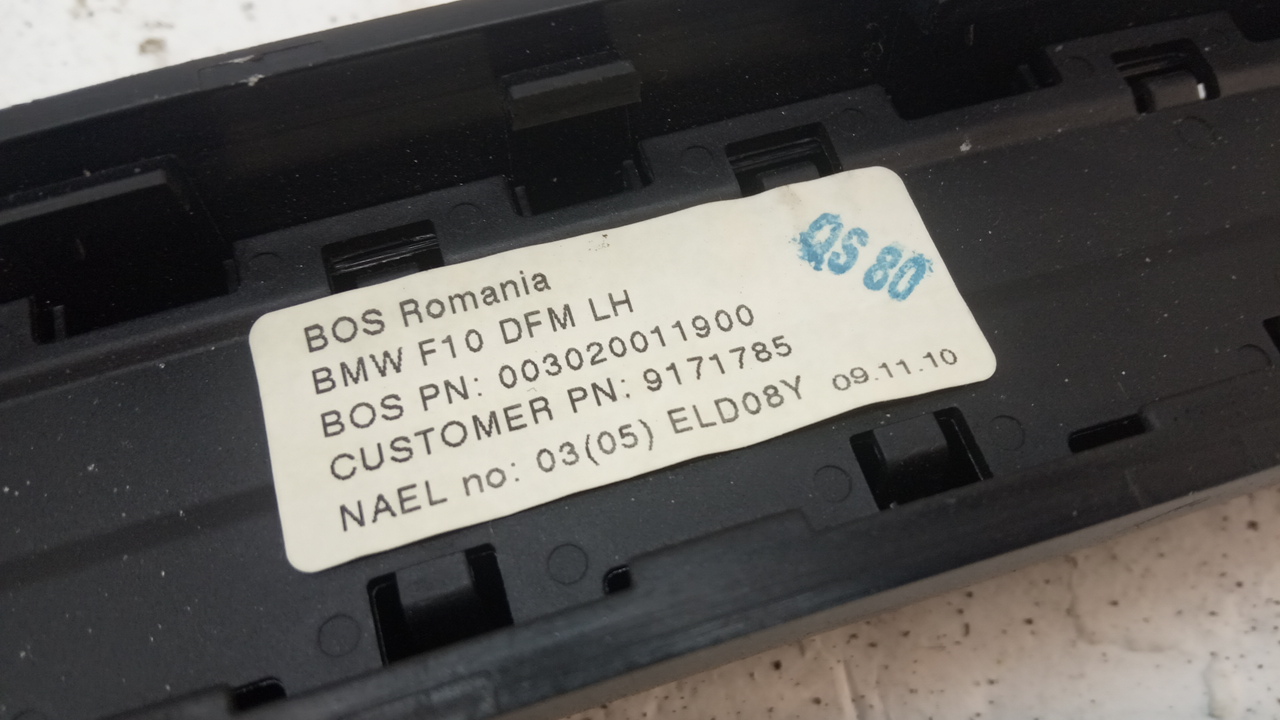 BOS Romania
BMW F10 DFM LH
BOS PN: 003020011900
CUSTOMER PN: 9171785
NAEL no: 03(05) ELD08Y 09.11.10
QS 80